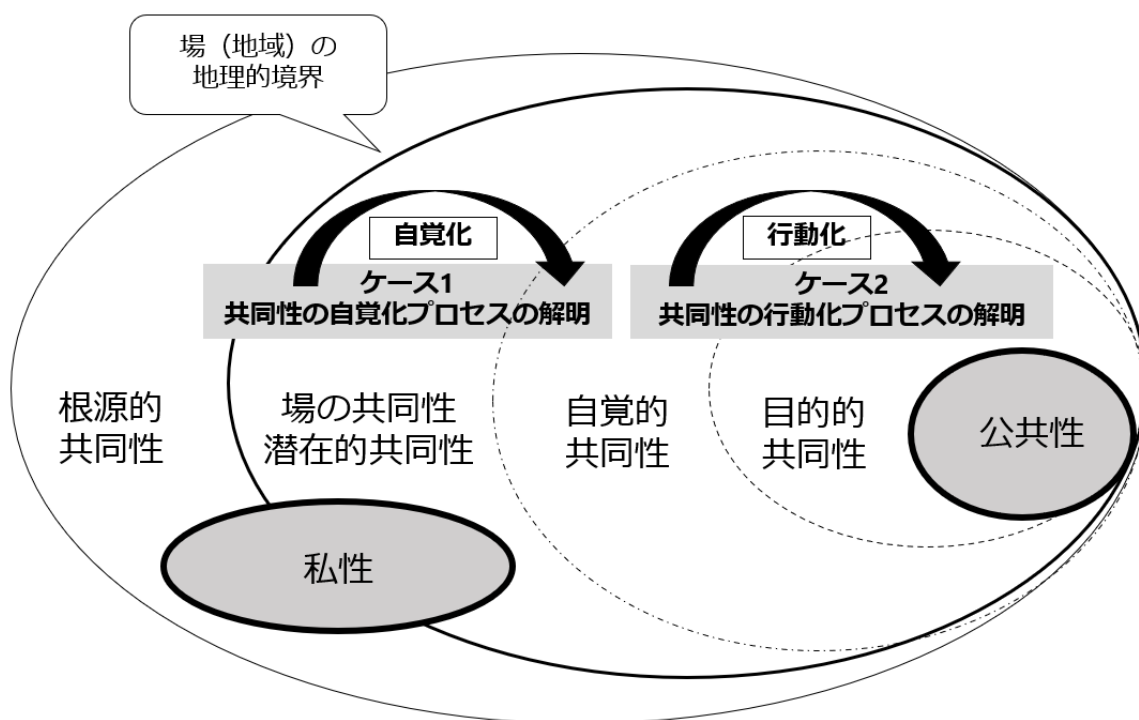 場（地域）の
地理的境界
自覚化
行動化
ケース1
共同性の自覚化プロセスの解明
ケース2
共同性の行動化プロセスの解明
根源的
共同性
場の共同性
潜在的共同性
自覚的
共同性
目的的
共同性
公共性
私性